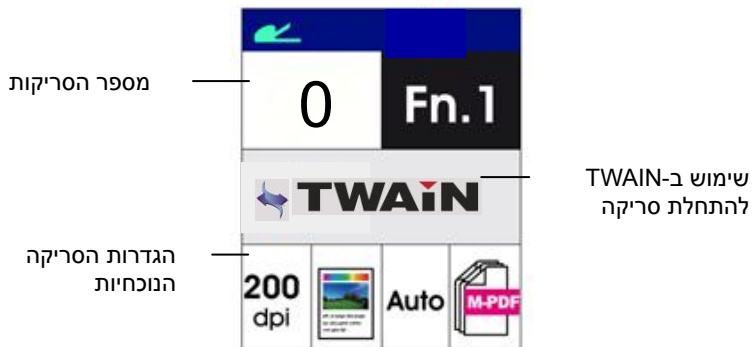 מספר הסריקות
0
Fn.1
TWAiN
שימוש ב-TWAIN
להתחלת סריקה
הגדרות הסריקה
הנוכחיות
200
dpi
Auto
M-PDF